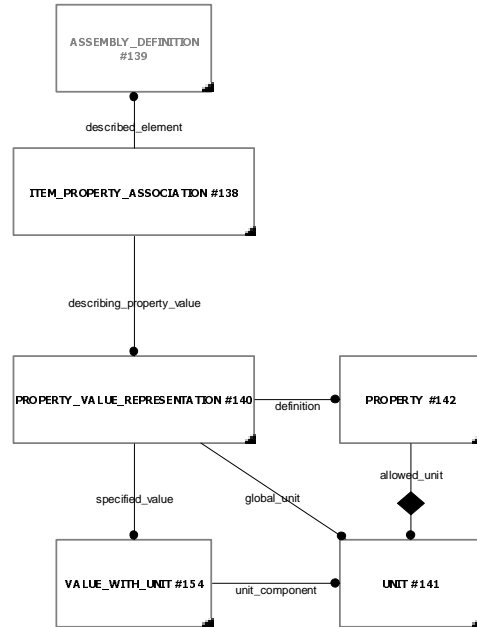 ASSEMBLY_DEFINITION
#139
described_element
ITEM_PROPERTY_ASSOCIATION #138
describing_property_value
PROPERTY_VALUE_REPRESENTATION #140
definition
PROPERTY #142
allowed_unit
specified_value
global_unit
VALUE_WITH_UNIT #154
unit_component
UNIT #141